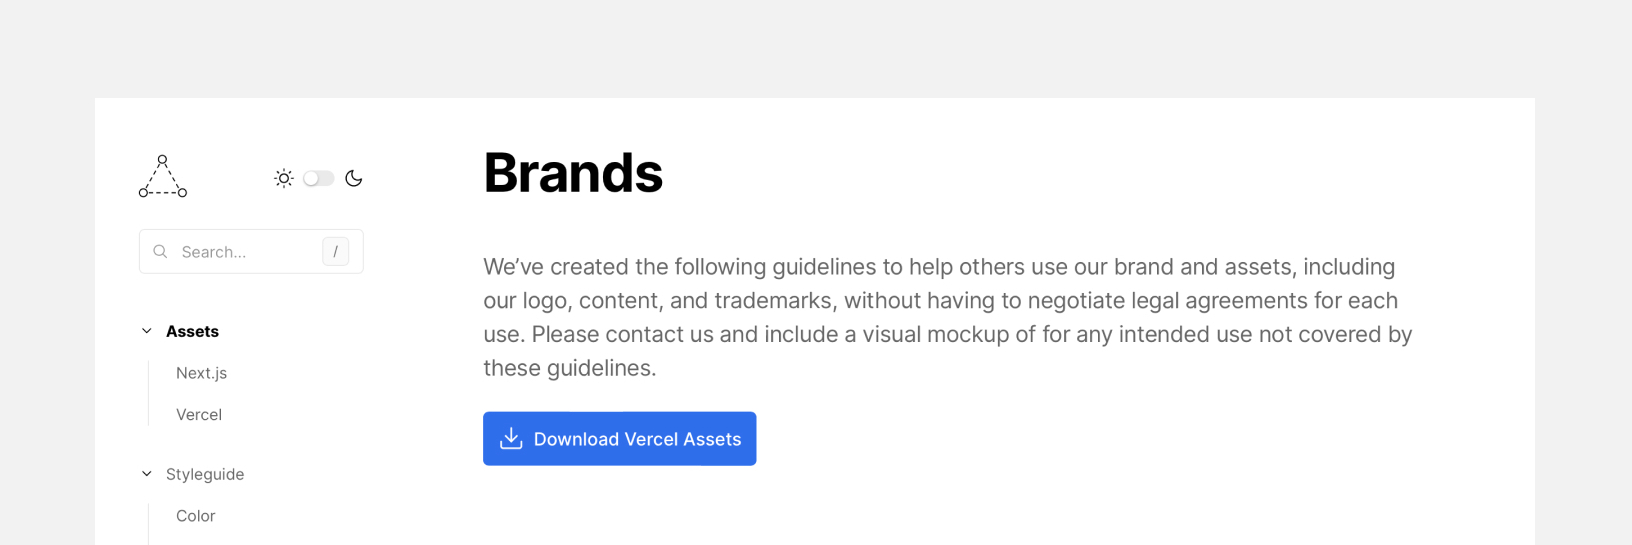 Brands
Search...
/
Assets
Next.js
Vercel
Styleguide
Color
We’ve created the following guidelines to help others use our brand and assets, including
our logo, content, and trademarks, without having to negotiate legal agreements for each
use. Please contact us and include a visual mockup of for any intended use not covered by
these guidelines.
Download Vercel Assets